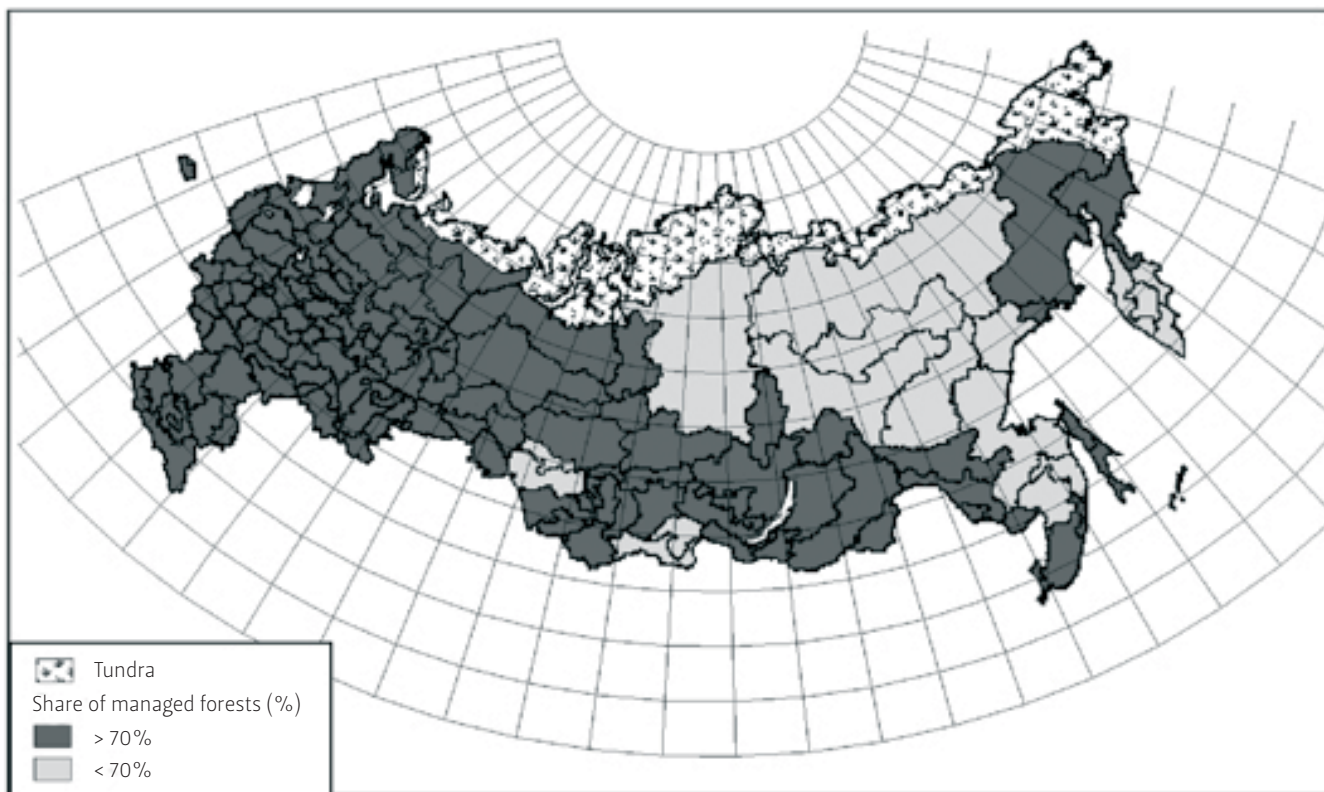 Tundra
Share of managed forests (%)
> 70%
< 70%